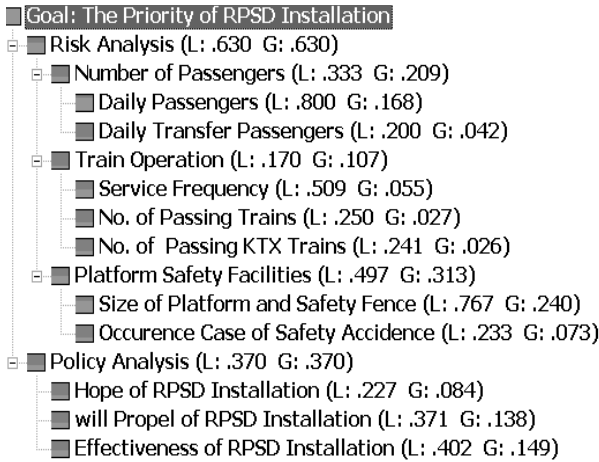 Goal: The Priority of RPSD Installation
Risk Analysis (L: .630 G: .630)
Number of Passengers (L: .333 G: .209)
Daily Passengers (L: .800 G: .168)
Daily Transfer Passengers (L: .200 G: .042)
Train Operation (L: .170 G: .107)
Service Frequency (L: .509 G: .055)
No. of Passing Trains (L: .250 G: .027)
No. of Passing KTX Trains (L: .241 G: .026)
Platform Safety Facilities (L: .497 G: .313)
Size of Platform and Safety Fence (L: .767 G: .240)
Occurence Case of Safety Accidence (L: .233 G: .073)
Policy Analysis (L: .370 G: .370)
Hope of RPSD Installation (L: .227 G: .084)
will Propel of RPSD Installation (L: .371 G: .138)
Effectiveness of RPSD Installation (L: .402 G: .149)